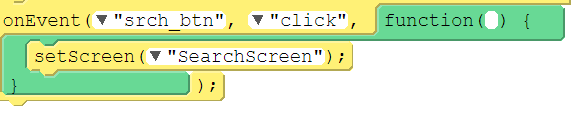 onEvent(▼"srch_btn", ▼"click", function( ) {
setScreen(▼"SearchScreen");
} );